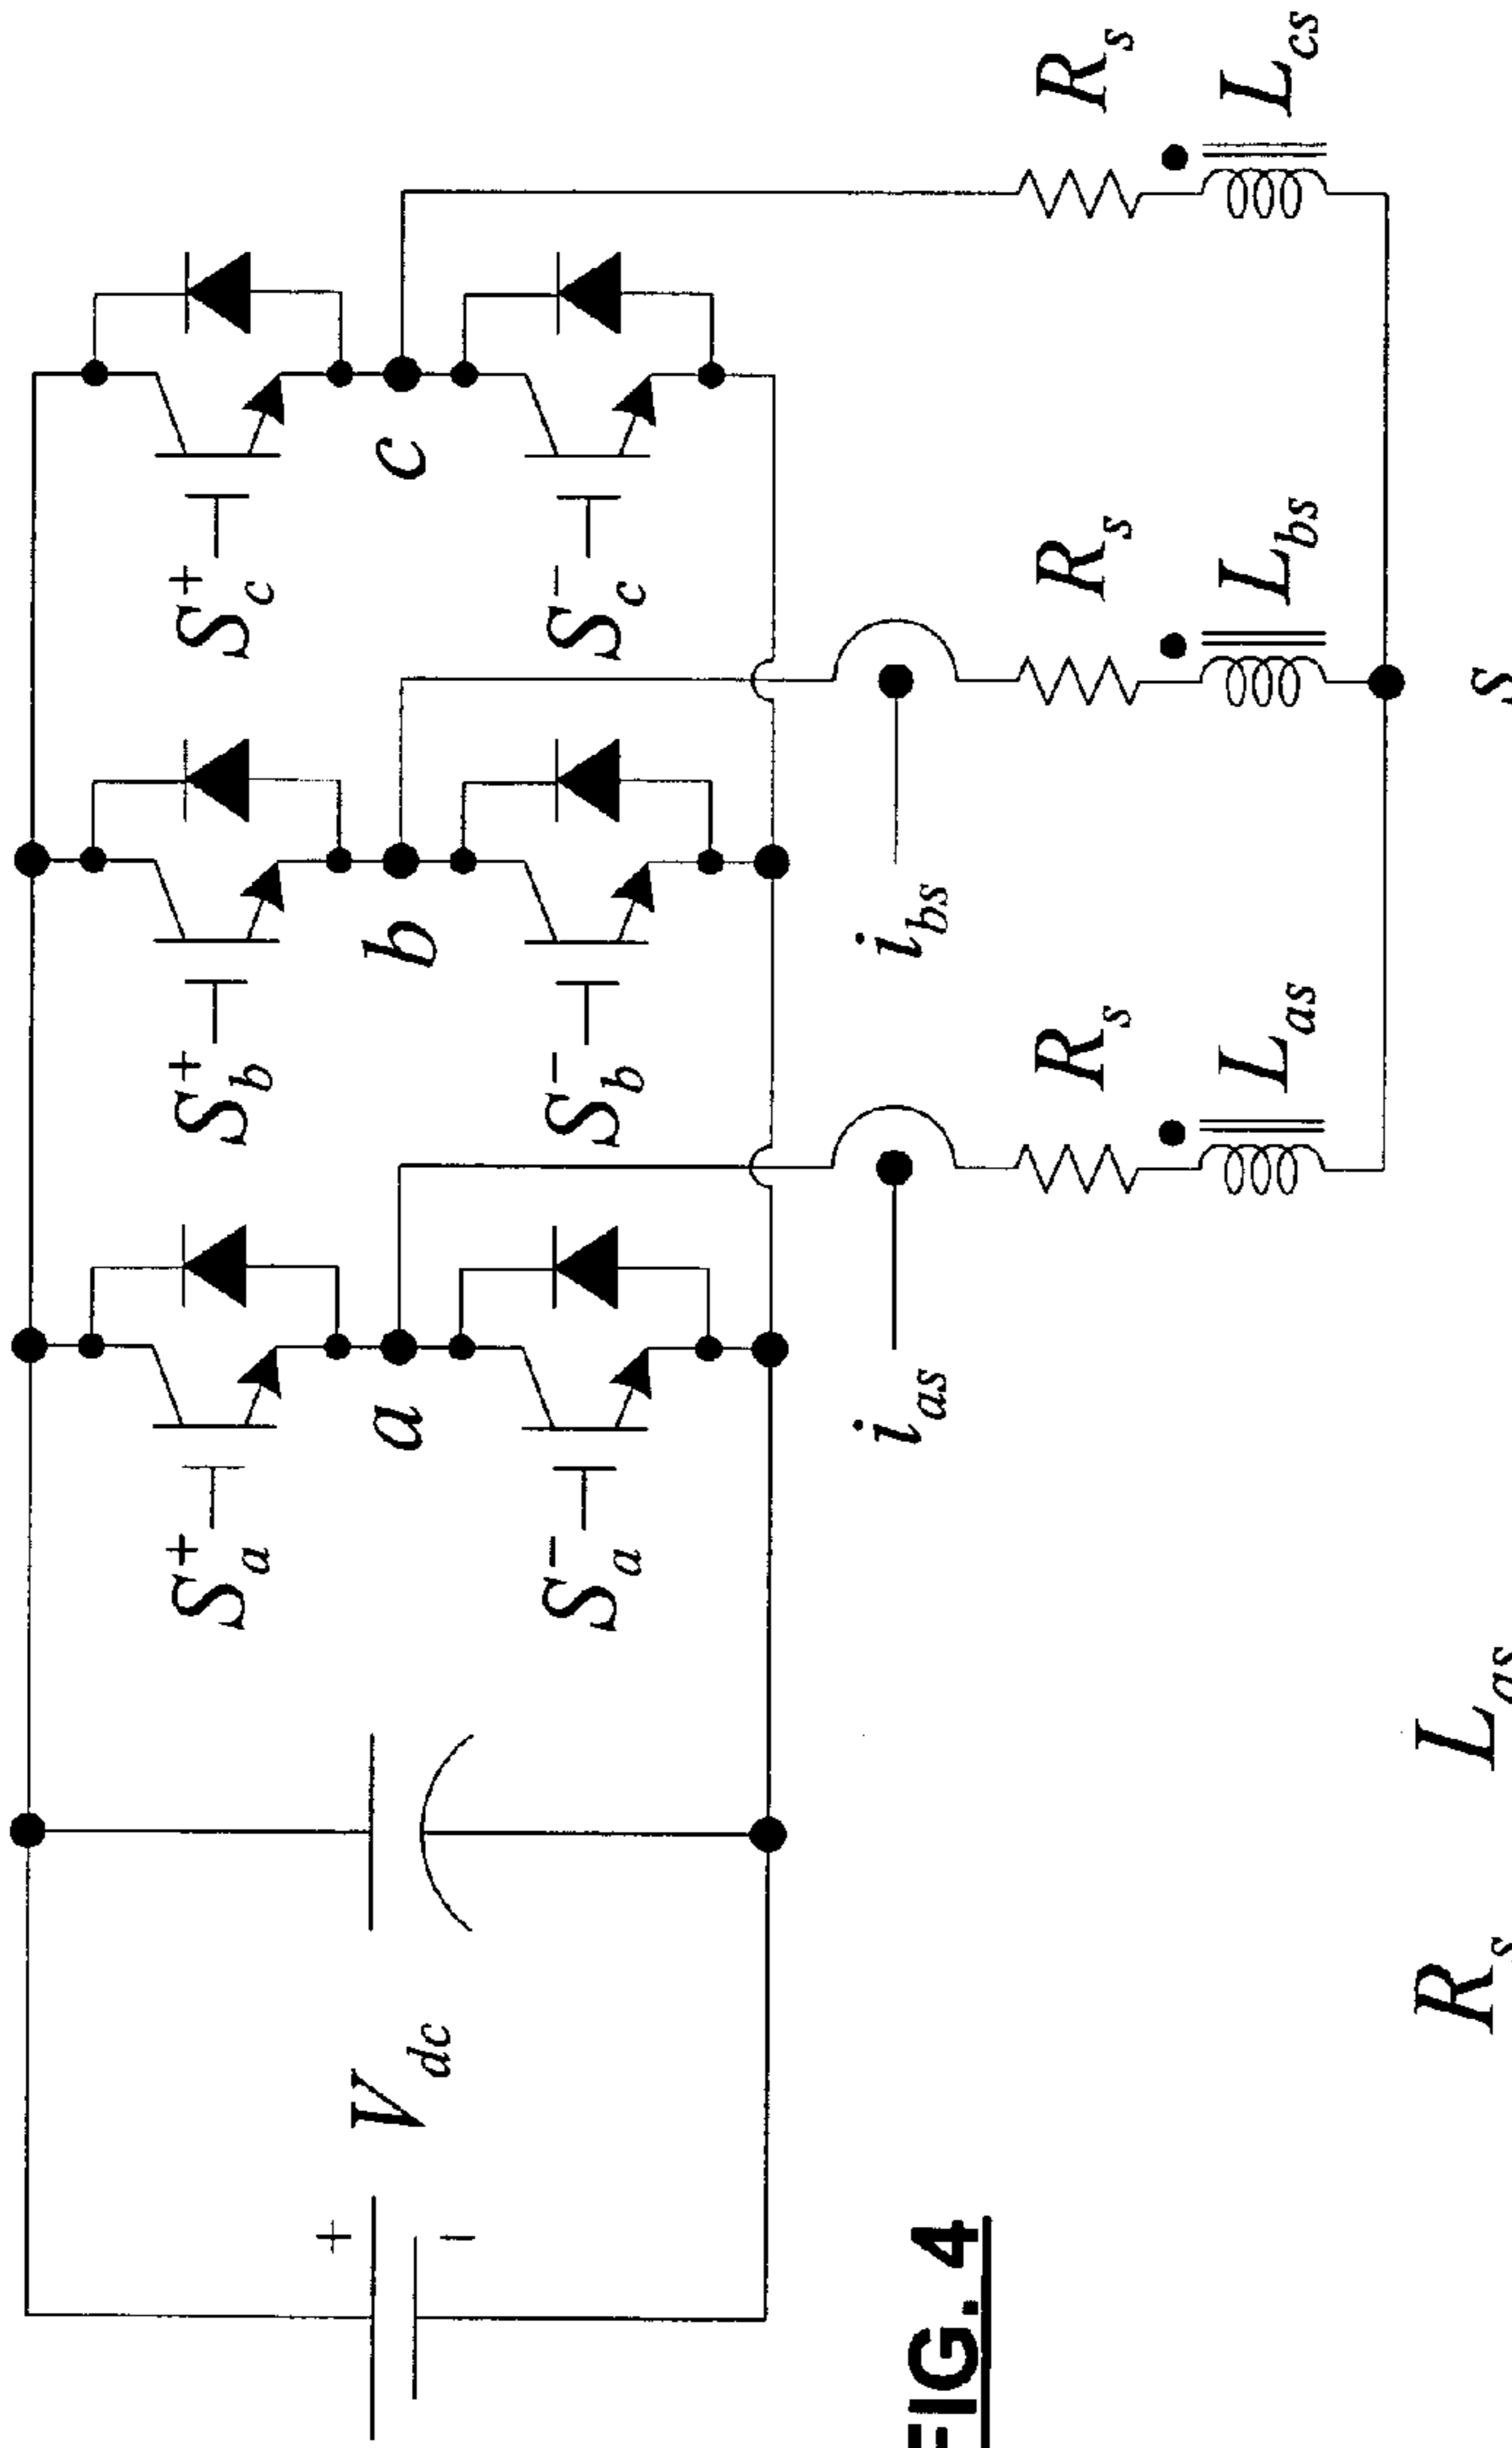 V_dc
+
−
S_a^+
S_b^+
S_c^+
a
b
c
S_a^-
S_b^-
S_c^-
i_as
i_bs
R_s
R_s
R_s
L_as
L_bs
L_cs
s
FIG. 4
R_s
L_as